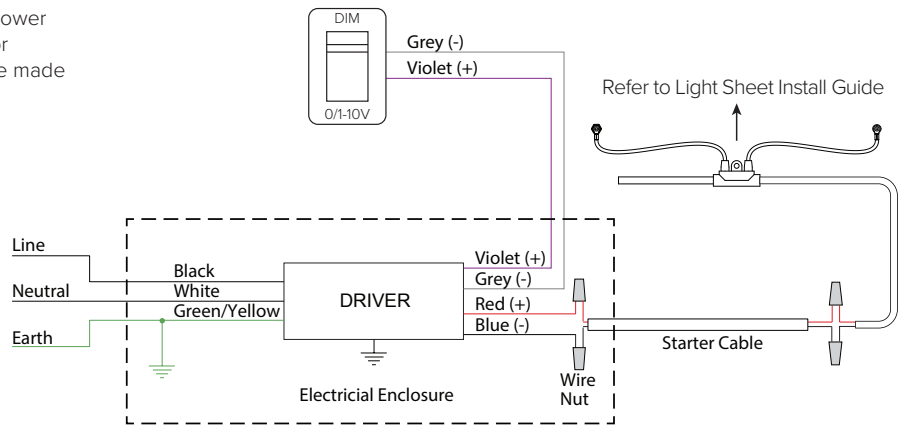 ower
or
e made
DIM
0/1-10V
Grey (-)
Violet (+)
Refer to Light Sheet Install Guide
Line
Neutral
Earth
Black
White
Green/Yellow
DRIVER
Violet (+)
Grey (-)
Red (+)
Blue (-)
Wire
Nut
Starter Cable
Electricial Enclosure